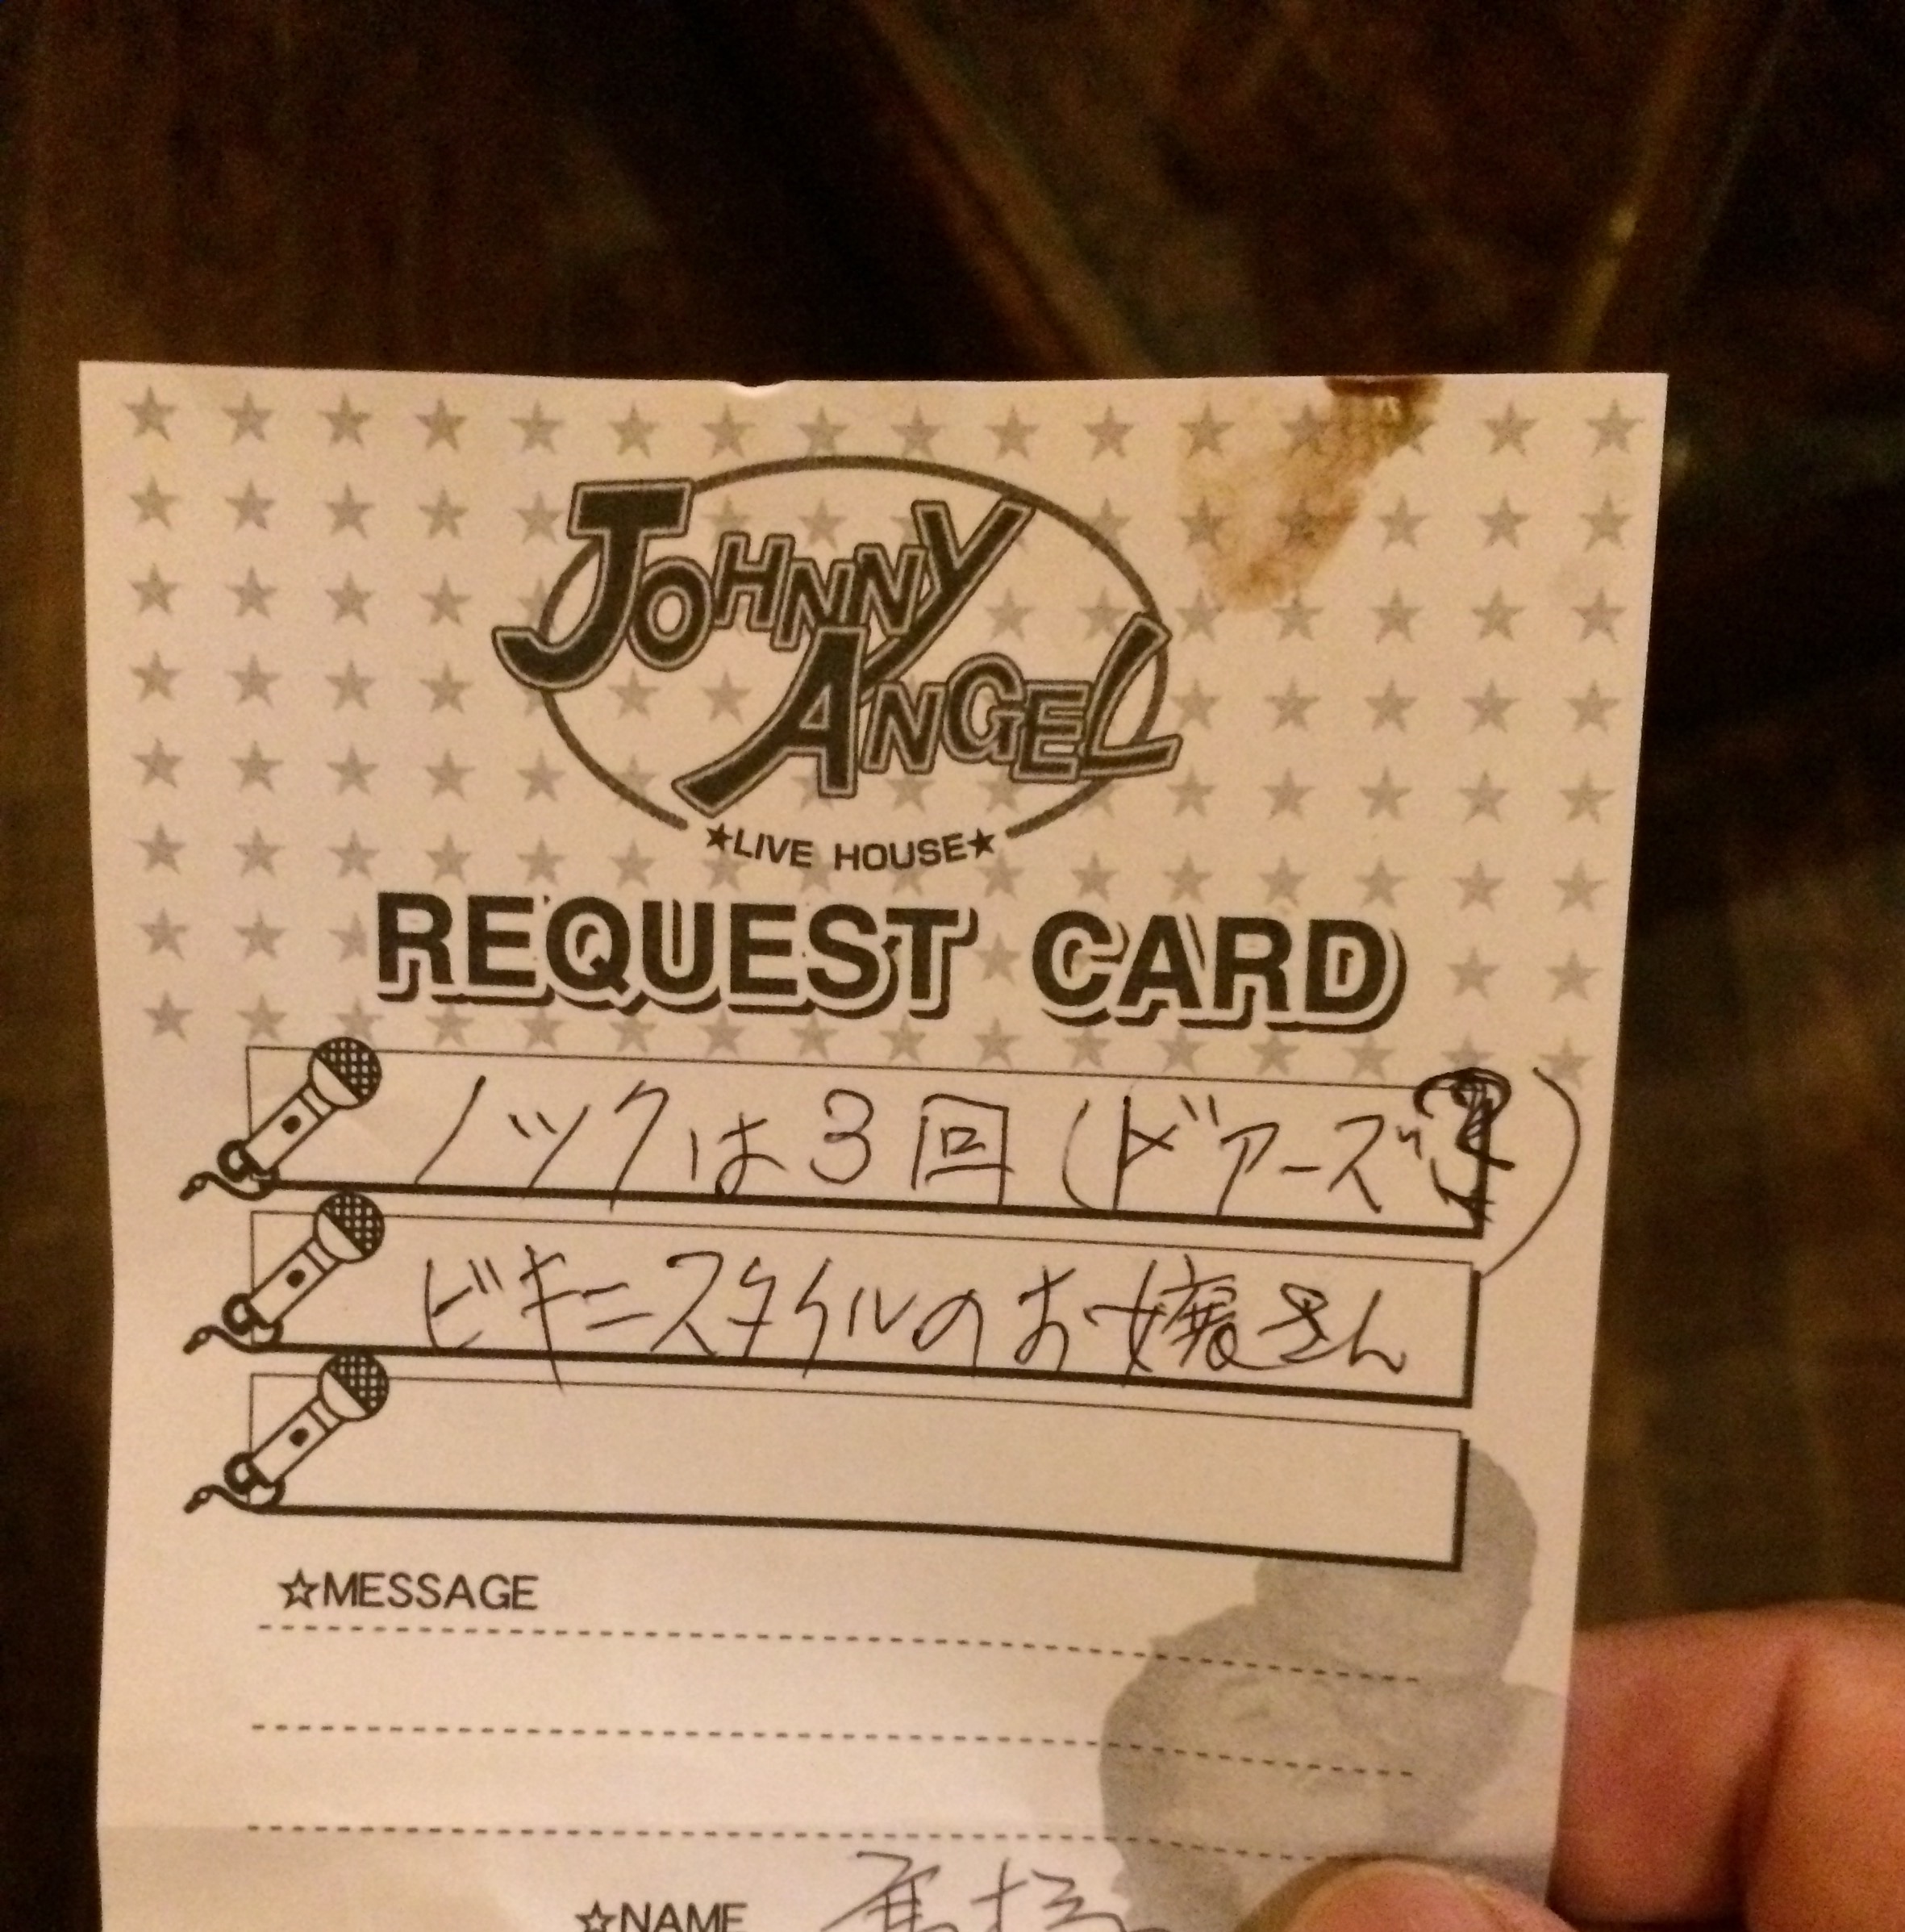 JOHNNY
ANGEL
★LIVE HOUSE★
REQUEST CARD
ノックは3回(ドアーズ)
ビキニスタイルのお嬢さん
☆MESSAGE
☆NAME